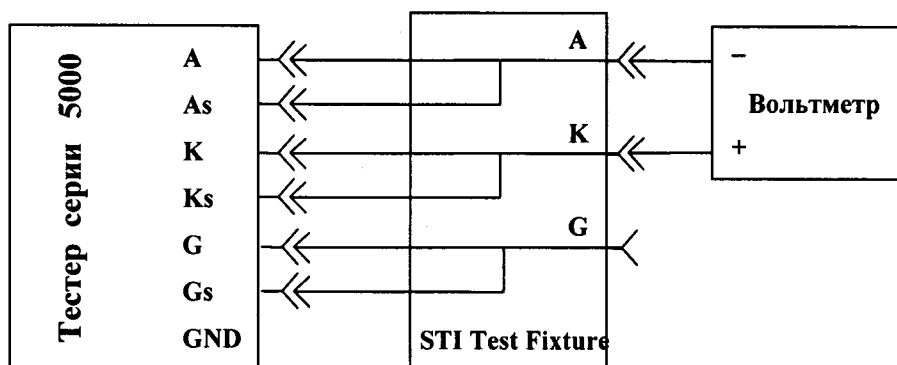 Тестер серии 5000
A
As
K
Ks
G
Gs
GND
A
K
G
STI Test Fixture
−
Вольтметр
+